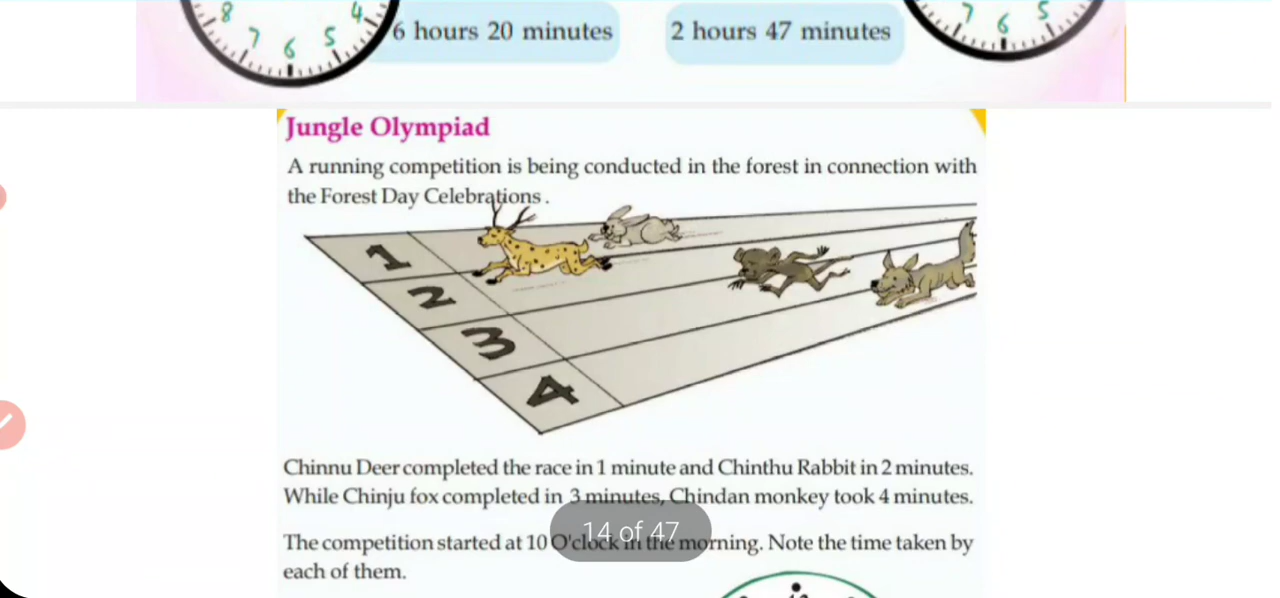 8 7 6 5 4
6 hours 20 minutes
2 hours 47 minutes
7 6 5
Jungle Olympiad
A running competition is being conducted in the forest in connection with
the Forest Day Celebrations.
1
2
3
4
Chinnu Deer completed the race in 1 minute and Chinthu Rabbit in 2 minutes.
While Chinju fox completed in 3 minutes, Chindan monkey took 4 minutes.
14 of 47
The competition started at 10 O'clock in the morning. Note the time taken by
each of them.